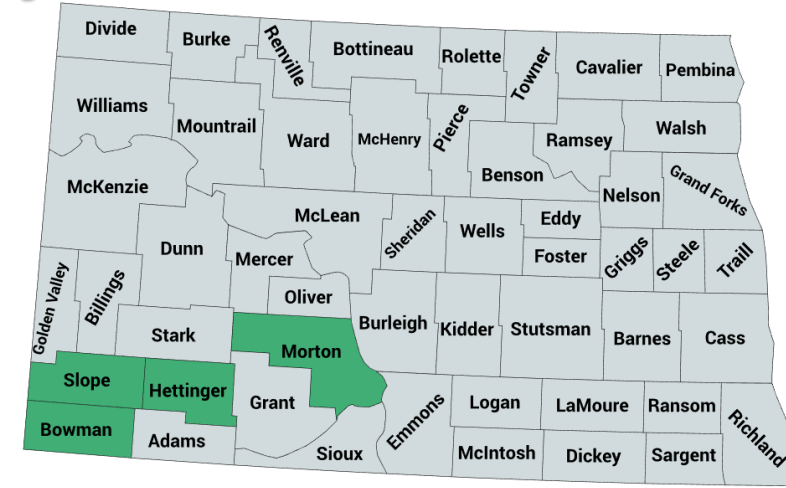 Divide
Burke
Renville
Bottineau
Rolette
Towner
Cavalier
Pembina
Williams
Mountrail
Ward
McHenry
Pierce
Benson
Ramsey
Walsh
McKenzie
Nelson
Grand Forks
McLean
Sheridan
Wells
Eddy
Foster
Griggs
Steele
Traill
Dunn
Mercer
Golden Valley
Billings
Oliver
Stark
Burleigh
Kidder
Stutsman
Barnes
Cass
Morton
Slope
Hettinger
Grant
Emmons
Logan
LaMoure
Ransom
Richland
Bowman
Adams
Sioux
McIntosh
Dickey
Sargent